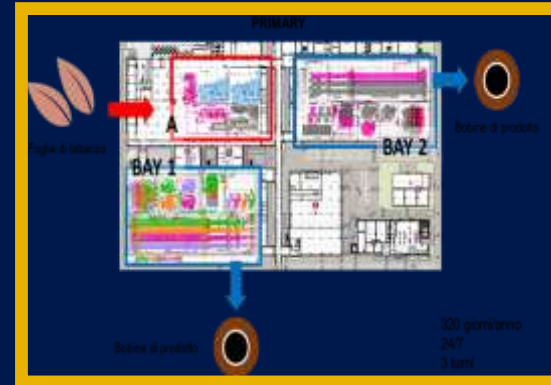 PRIMARY
Foglie di tabacco
A
Bobine di prodotto
BAY 2
BAY 1
Bobine di prodotto
320 giorni/anno
24/7
3 turni